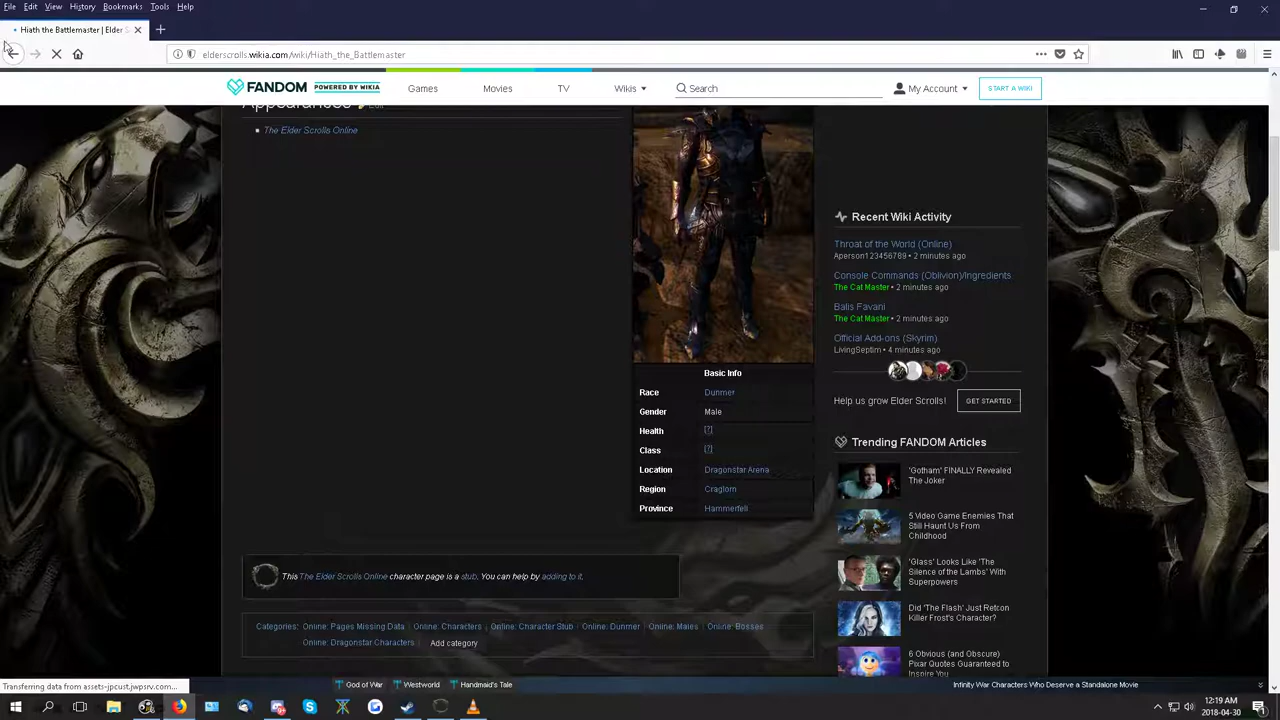 File Edit View History Bookmarks Tools Help
Hiath the Battlemaster | Elder S
elderscrolls.wikia.com/wiki/Hiath_the_Battlemaster
FANDOM POWERED BY WIKIA
Games Movies TV Wikis Search My Account START A WIKI
Appearances Edit
The Elder Scrolls Online
Basic Info
Race Dunmer
Gender Male
Health [?]
Class [?]
Location Dragonstar Arena
Region Craglorn
Province Hammerfell
This The Elder Scrolls Online character page is a stub. You can help by adding to it.
Categories: Online: Pages Missing Data Online: Characters Online: Character Stub Online: Dunmer Online: Males Online: Bosses
Online: Dragonstar Characters Add category
Recent Wiki Activity
Throat of the World (Online)
Aperson123456789 • 2 minutes ago
Console Commands (Oblivion)/Ingredients
The Cat Master • 2 minutes ago
Balis Favani
The Cat Master • 2 minutes ago
Official Add-ons (Skyrim)
LivingSeptim • 4 minutes ago
Help us grow Elder Scrolls! GET STARTED
Trending FANDOM Articles
'Gotham' FINALLY Revealed
The Joker
5 Video Game Enemies That
Still Haunt Us From
Childhood
'Glass' Looks Like 'The
Silence of the Lambs' With
Superpowers
Did 'The Flash' Just Retcon
Killer Frost's Character?
6 Obvious (and Obscure)
Pixar Quotes Guaranteed to
Inspire You
Transferring data from assets-jpcust.jwpsrv.com...
God of War Westworld Handmaid's Tale Infinity War Characters Who Deserve a Standalone Movie
12:19 AM
2018-04-30